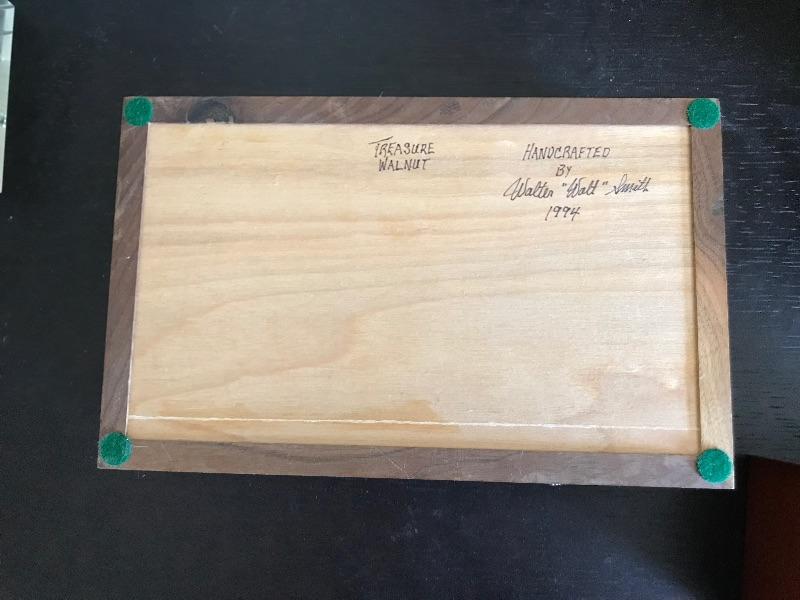 TREASURE
WALNUT
HANDCRAFTED
BY
Walter "Walt" Smith
1994